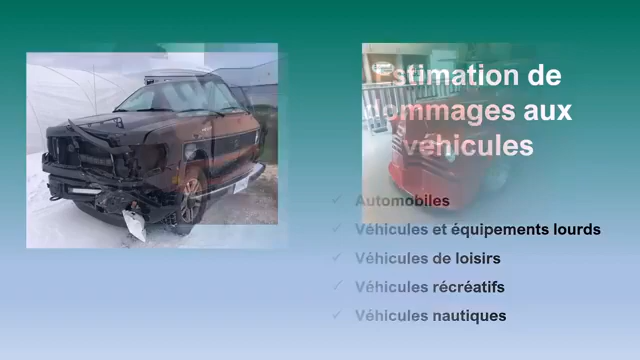 Estimation de
dommages aux
véhicules
Automobiles
Véhicules et équipements lourds
Véhicules de loisirs
Véhicules récréatifs
Véhicules nautiques